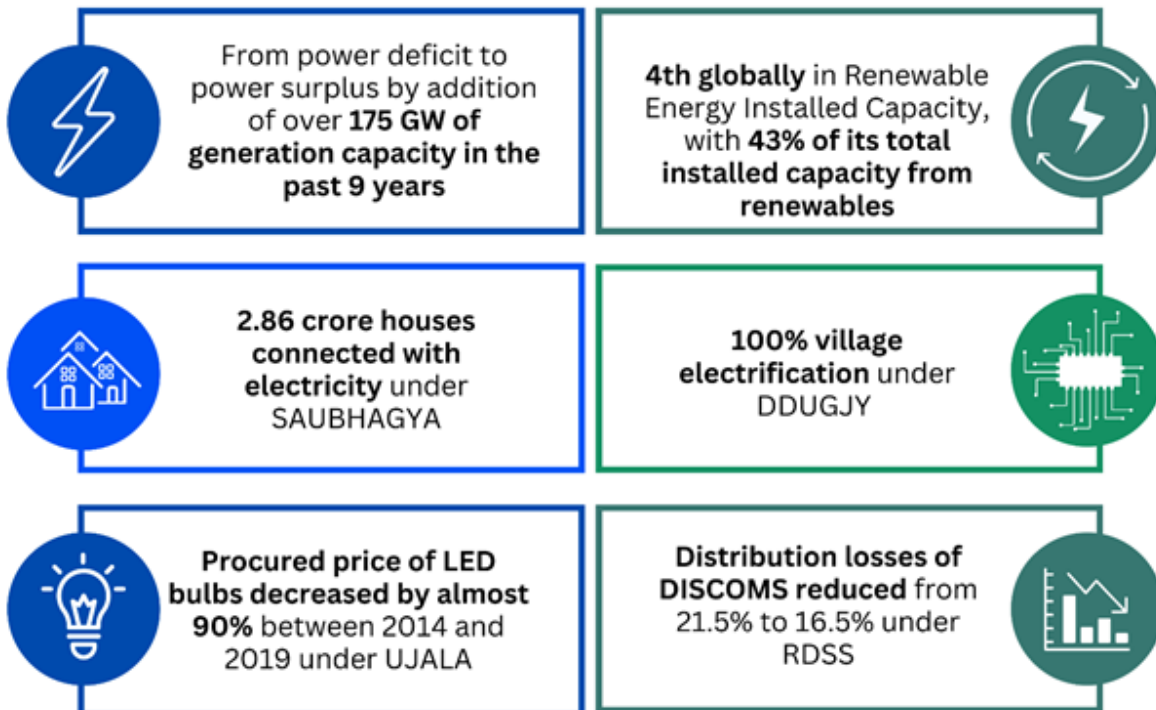 From power deficit to
power surplus by addition
of over 175 GW of
generation capacity in the
past 9 years
4th globally in Renewable
Energy Installed Capacity,
with 43% of its total
installed capacity from
renewables
2.86 crore houses
connected with
electricity under
SAUBHAGYA
100% village
electrification under
DDUGJY
Procured price of LED
bulbs decreased by almost
90% between 2014 and
2019 under UJALA
Distribution losses of
DISCOMS reduced from
21.5% to 16.5% under
RDSS